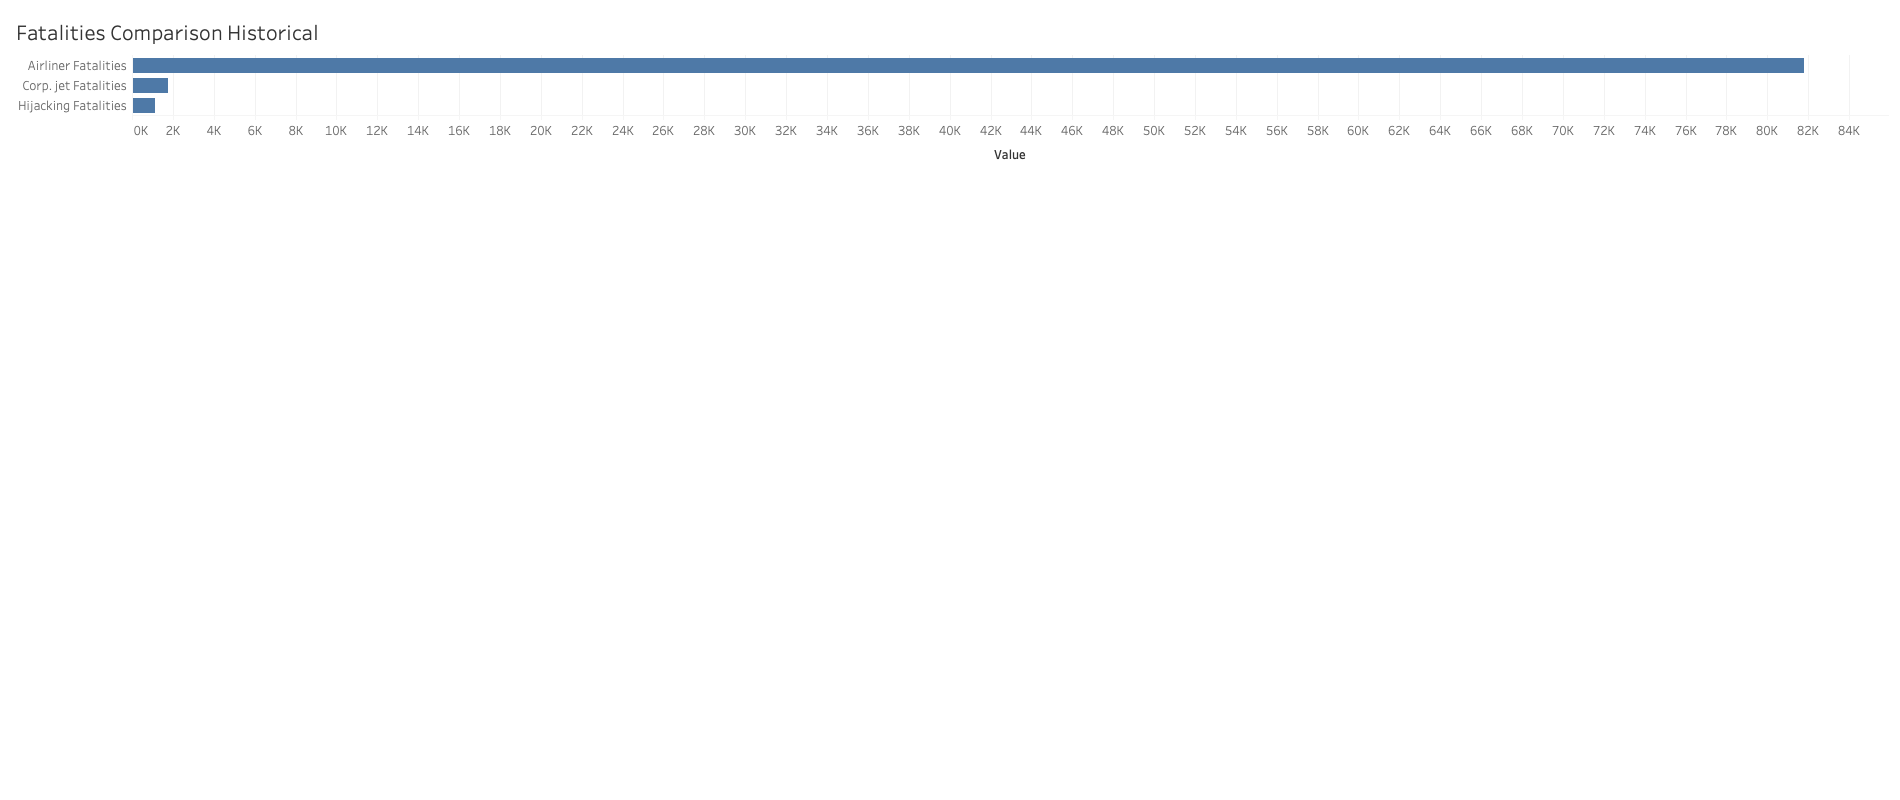 Fatalities Comparison Historical
Airliner Fatalities
Corp. jet Fatalities
Hijacking Fatalities
0K 2K 4K 6K 8K 10K 12K 14K 16K 18K 20K 22K 24K 26K 28K 30K 32K 34K 36K 38K 40K 42K 44K 46K 48K 50K 52K 54K 56K 58K 60K 62K 64K 66K 68K 70K 72K 74K 76K 78K 80K 82K 84K
Value